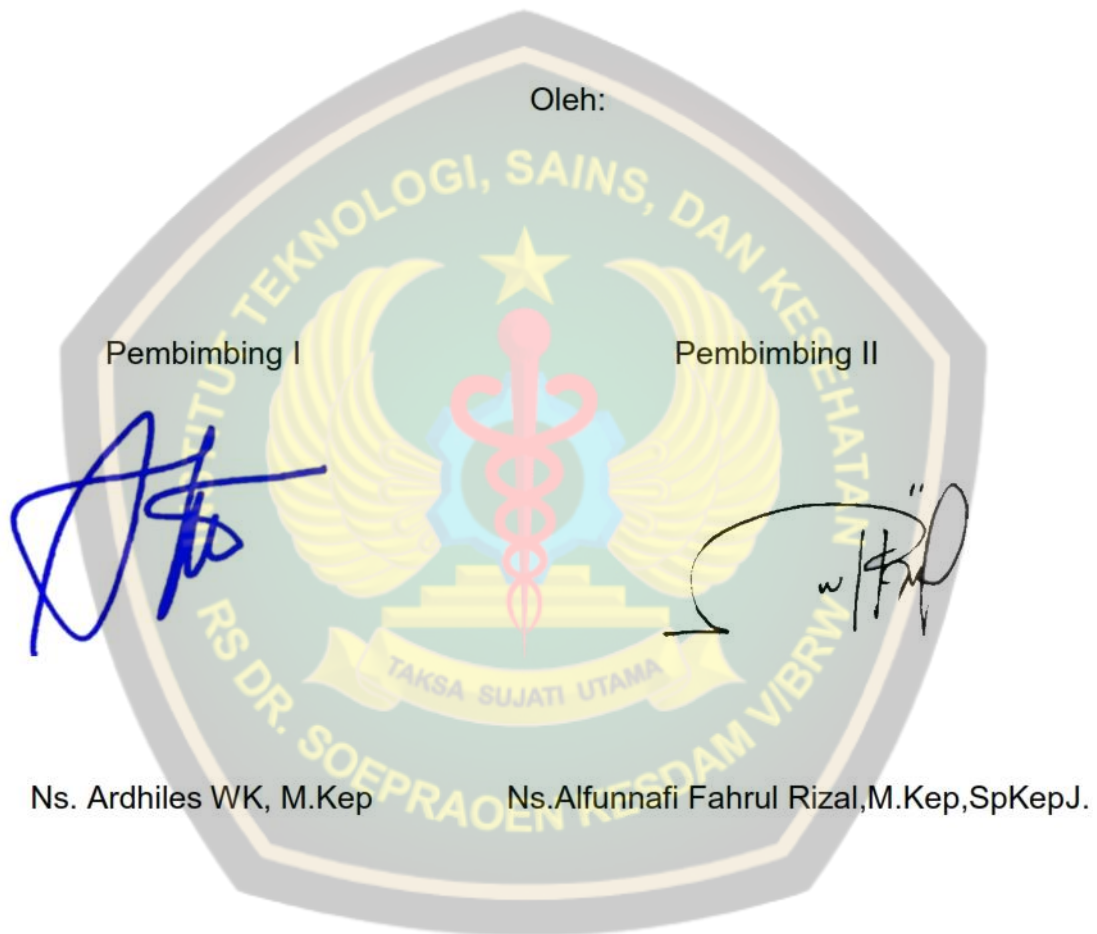 Oleh:
INSTITUT TEKNOLOGI, SAINS, DAN KESEHATAN
Pembimbing I
Pembimbing II
TAKSA SUJATI UTAMA
RS DR. SOEPRAOEN KESDAM V/BRW
Ns. Ardhiles WK, M.Kep
Ns.Alfunnafi Fahrul Rizal,M.Kep,SpKepJ.